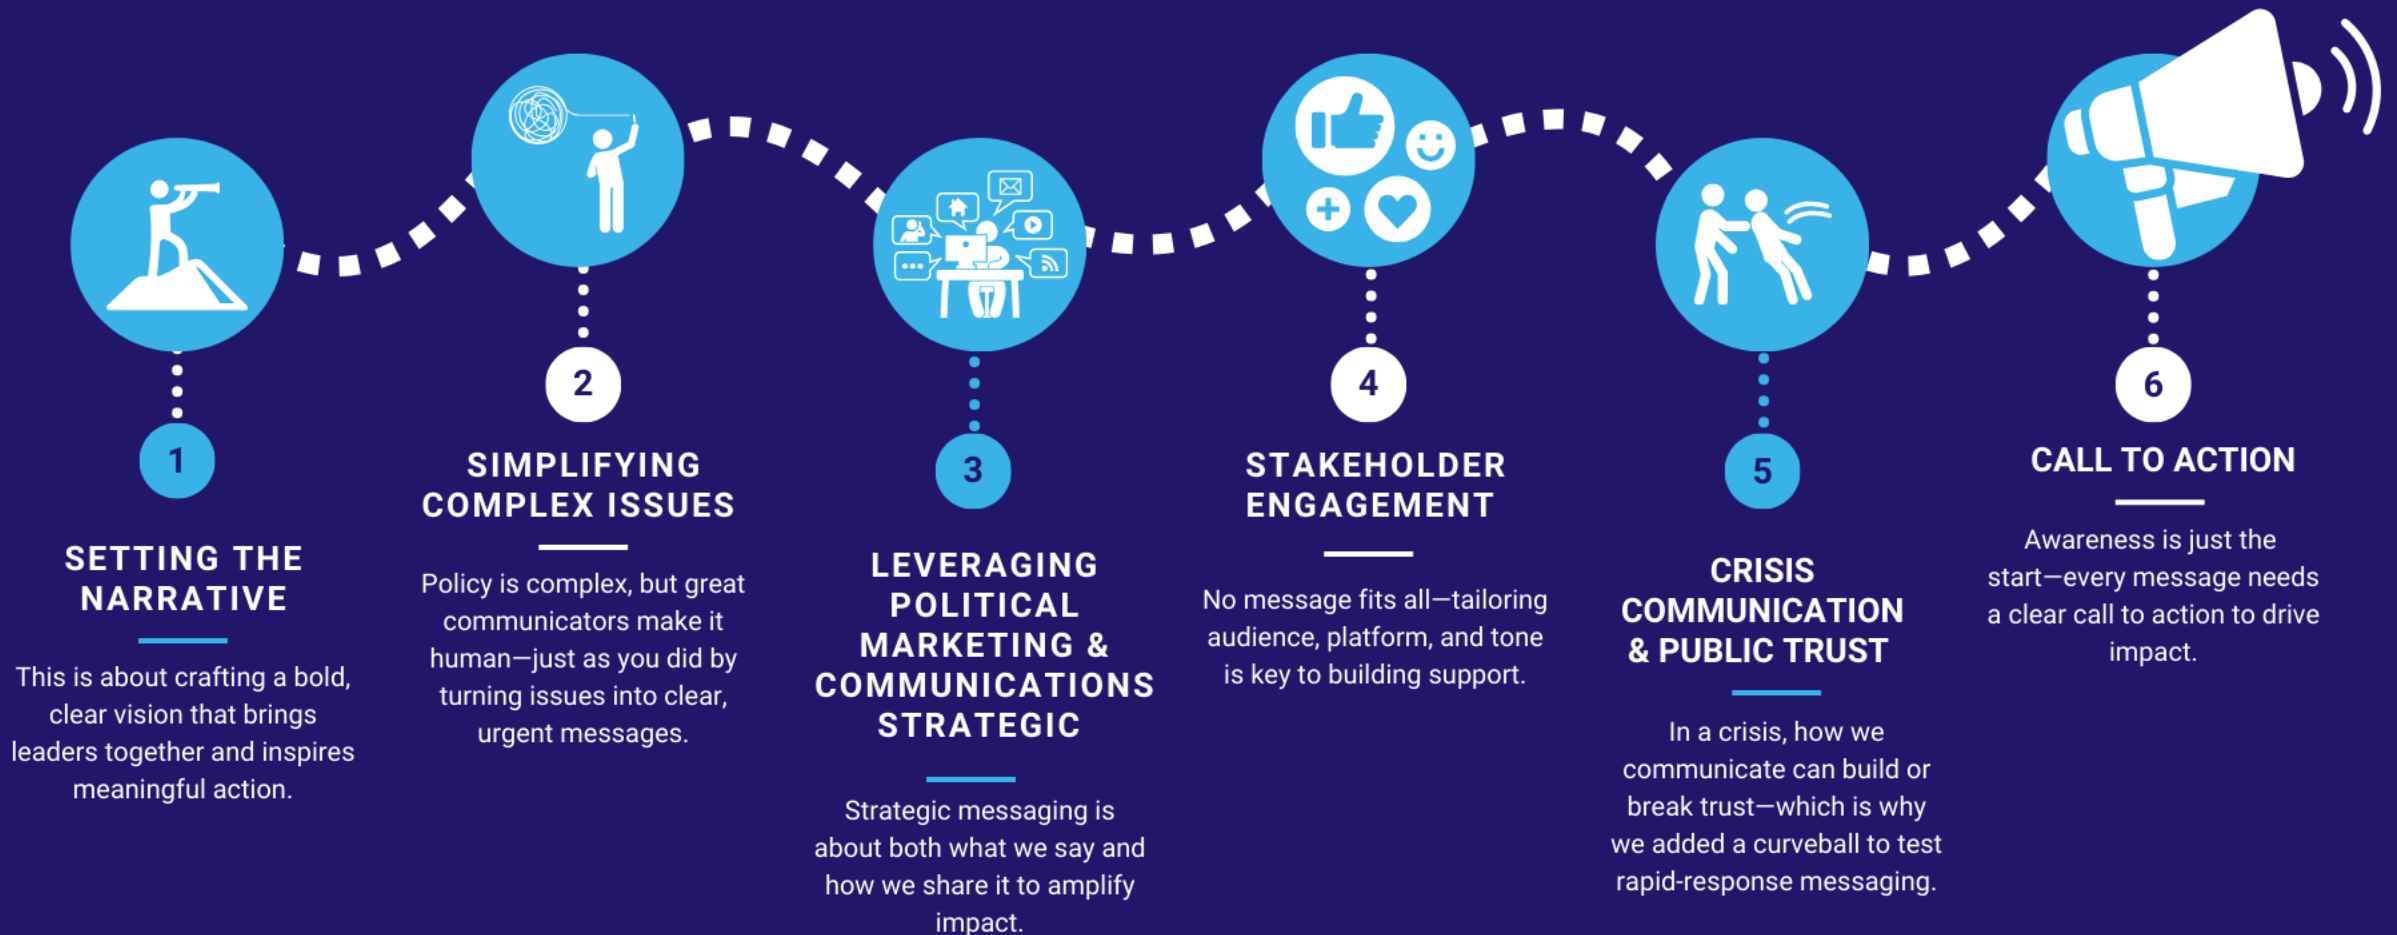 1
SETTING THE
NARRATIVE
This is about crafting a bold,
clear vision that brings
leaders together and inspires
meaningful action.
2
SIMPLIFYING
COMPLEX ISSUES
Policy is complex, but great
communicators make it
human—just as you did by
turning issues into clear,
urgent messages.
3
LEVERAGING
POLITICAL
MARKETING &
COMMUNICATIONS
STRATEGIC
Strategic messaging is
about both what we say and
how we share it to amplify
impact.
4
STAKEHOLDER
ENGAGEMENT
No message fits all—tailoring
audience, platform, and tone
is key to building support.
5
CRISIS
COMMUNICATION
& PUBLIC TRUST
In a crisis, how we
communicate can build or
break trust—which is why
we added a curveball to test
rapid-response messaging.
6
CALL TO ACTION
Awareness is just the
start—every message needs
a clear call to action to drive
impact.